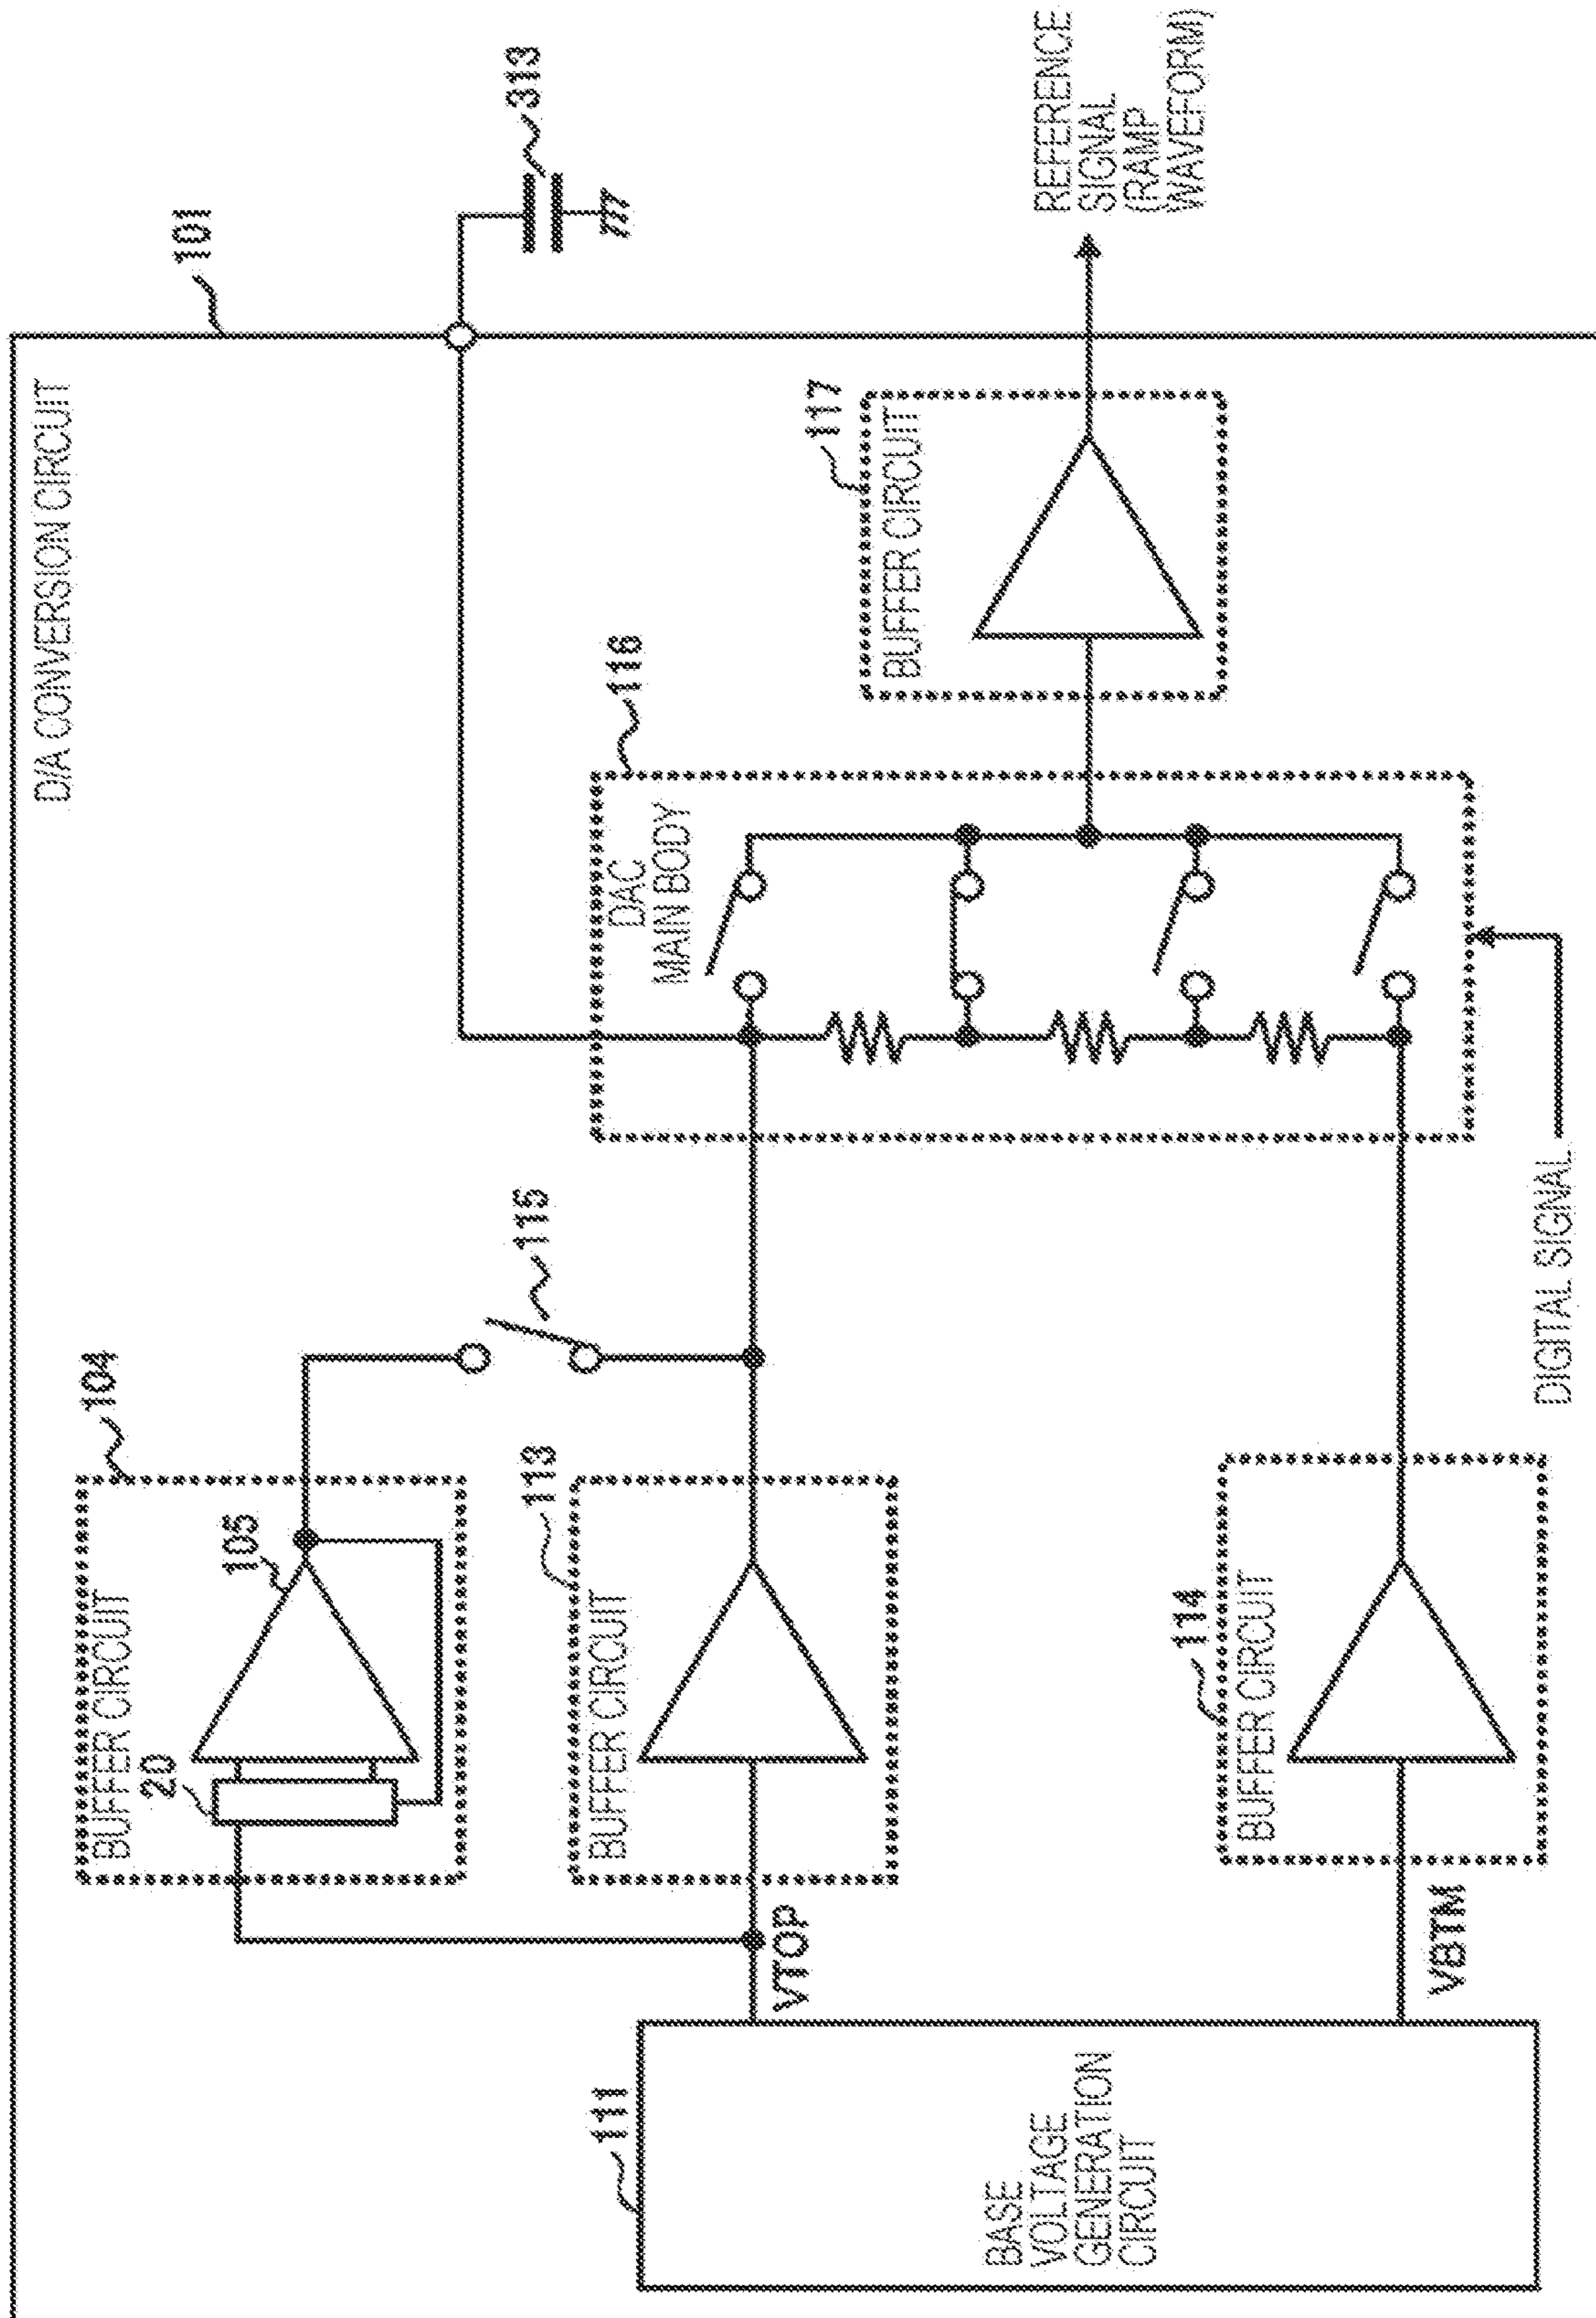 D/A CONVERSION CIRCUIT
101
313
104
BUFFER CIRCUIT
105
20
115
113
BUFFER CIRCUIT
116
DAC
MAIN BODY
117
BUFFER CIRCUIT
REFERENCE
SIGNAL
(RAMP
WAVEFORM)
111
BASE
VOLTAGE
GENERATION
CIRCUIT
VTOP
VBTM
114
BUFFER CIRCUIT
DIGITAL SIGNAL